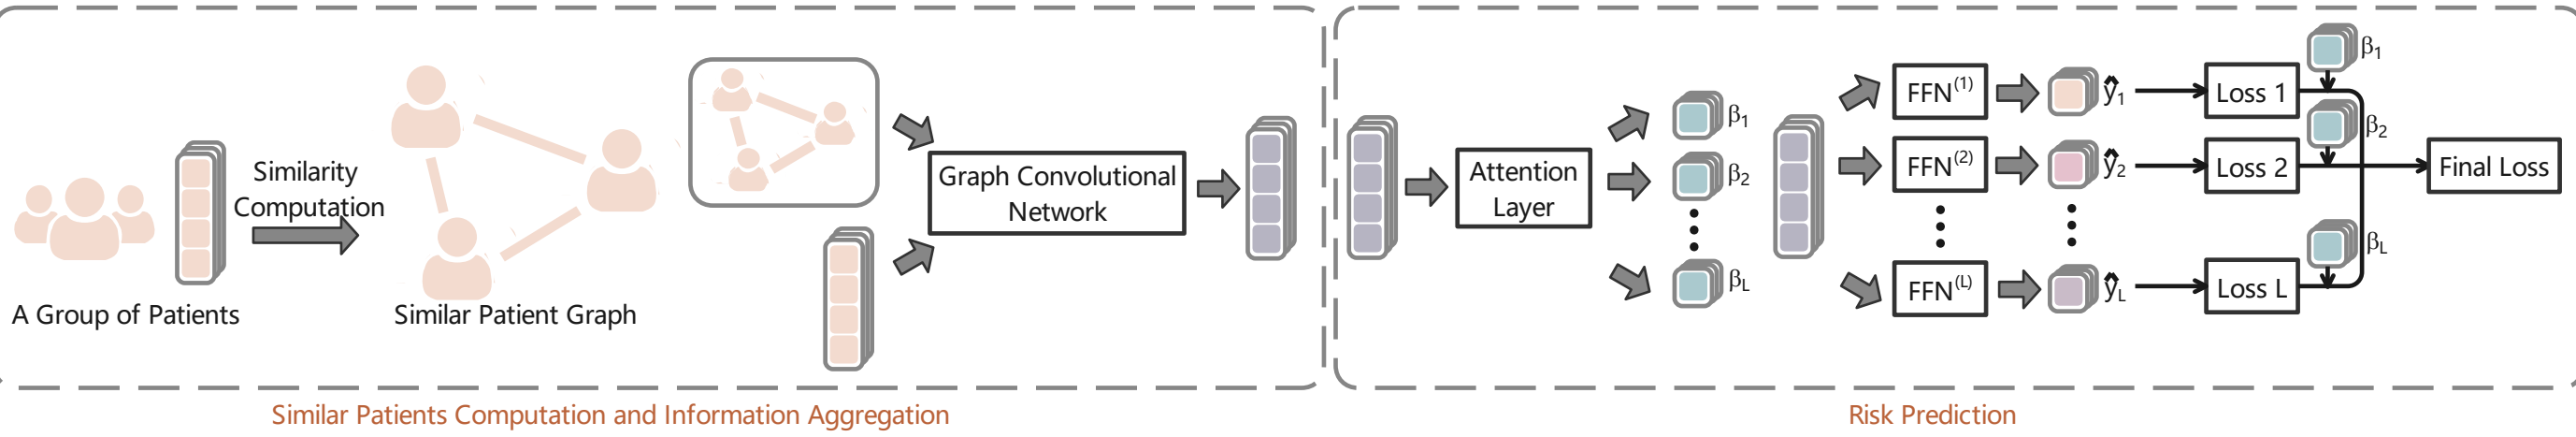 Similarity
Computation
A Group of Patients
Similar Patient Graph
Graph Convolutional
Network
Similar Patients Computation and Information Aggregation
Attention
Layer
β1
β2
βL
FFN(1)
FFN(2)
FFN(L)
ŷ1
ŷ2
ŷL
Loss 1
Loss 2
Loss L
β1
β2
βL
Final Loss
Risk Prediction